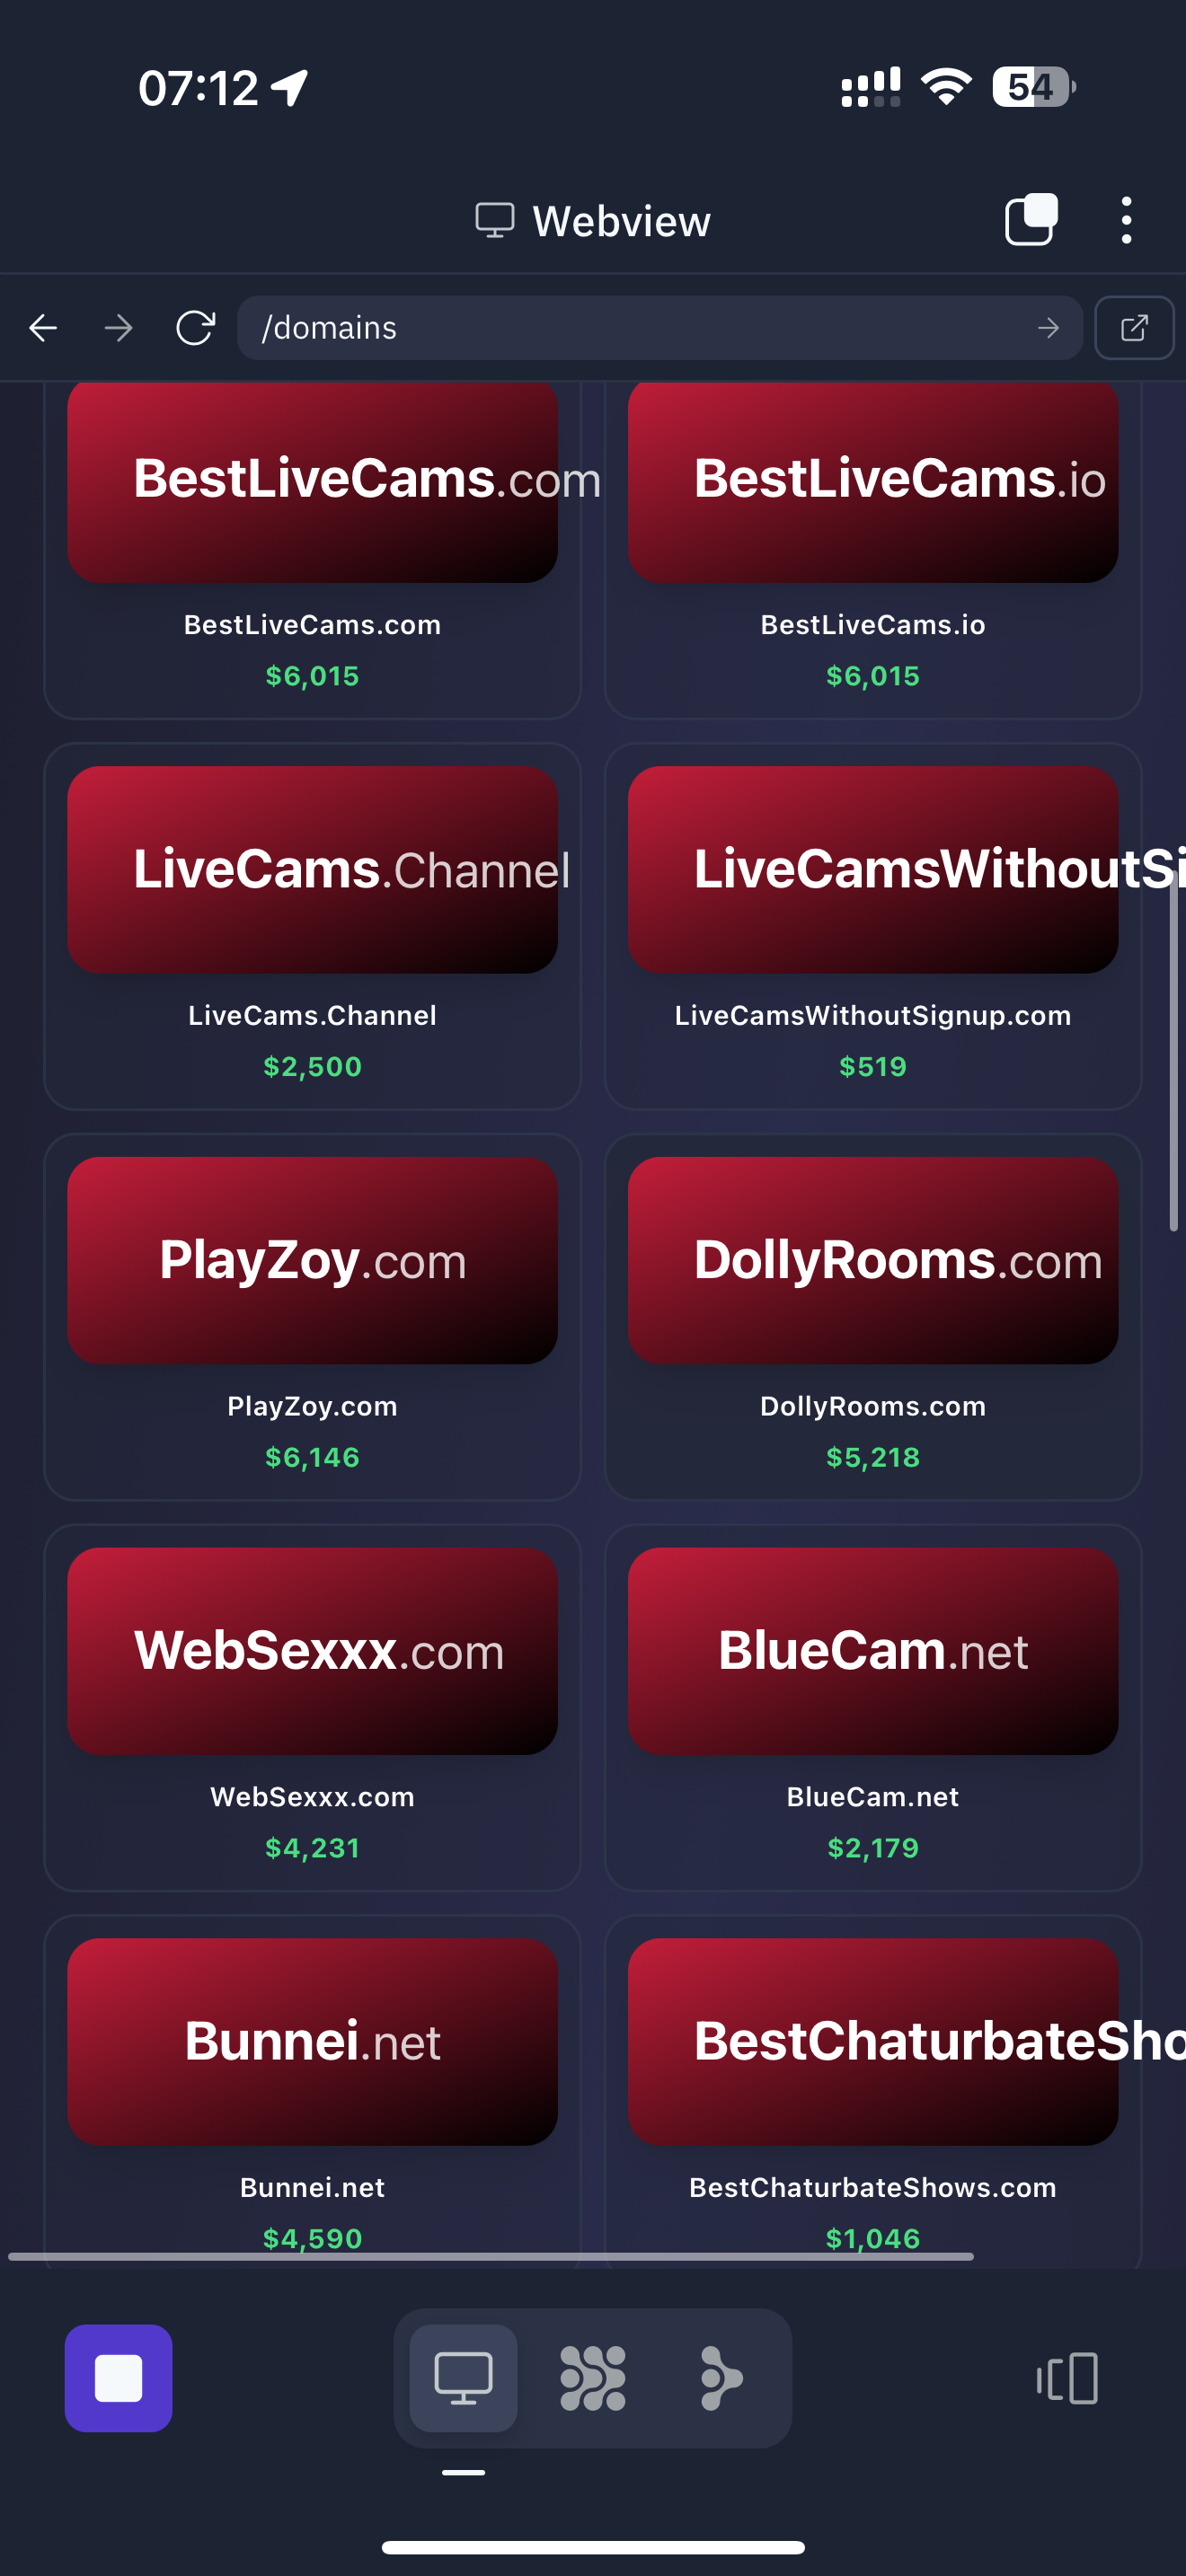 07:12
54
Webview
/domains
BestLiveCams.com
BestLiveCams.io
BestLiveCams.com
BestLiveCams.io
$6,015
$6,015
LiveCams.Channel
LiveCamsWithoutSi
LiveCams.Channel
LiveCamsWithoutSignup.com
$2,500
$519
PlayZoy.com
DollyRooms.com
PlayZoy.com
DollyRooms.com
$6,146
$5,218
WebSexxx.com
BlueCam.net
WebSexxx.com
BlueCam.net
$4,231
$2,179
Bunnei.net
BestChaturbateSho
Bunnei.net
BestChaturbateShows.com
$4,590
$1,046